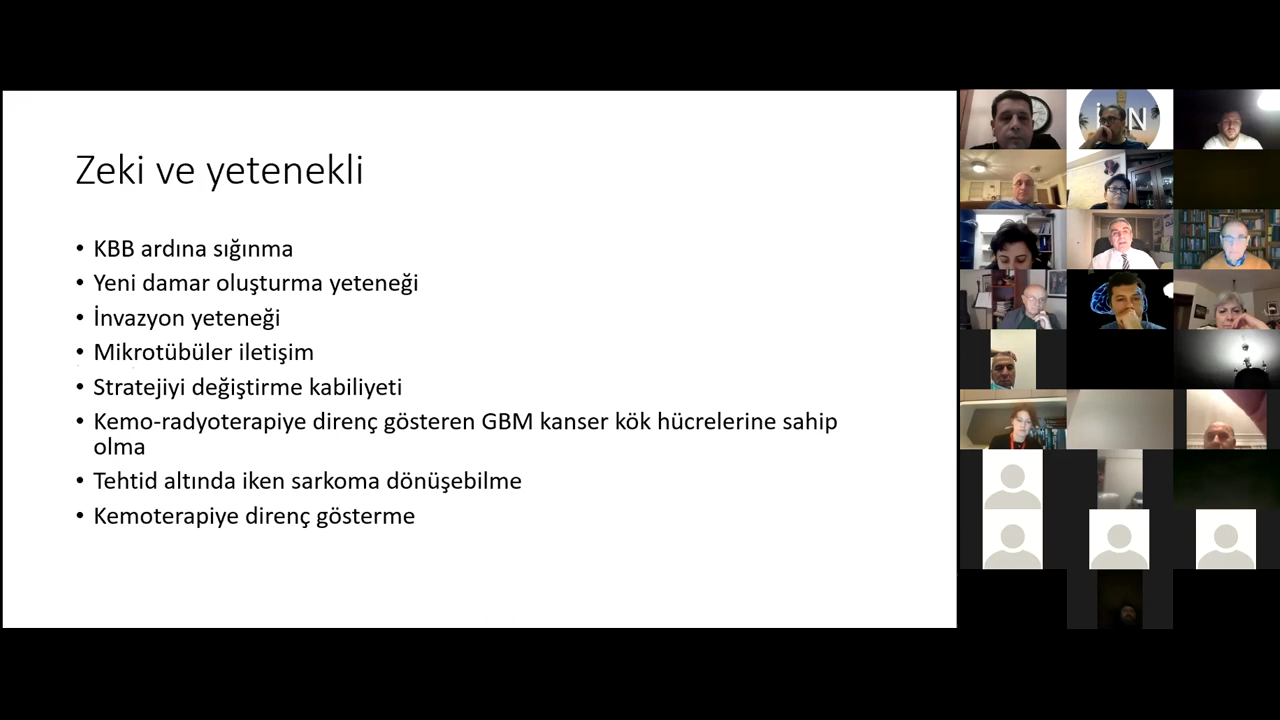 Zeki ve yetenekli
• KBB ardına sığınma
• Yeni damar oluşturma yeteneği
• İnvazyon yeteneği
• Mikrotübüler iletişim
• Stratejiyi değiştirme kabiliyeti
• Kemo-radyoterapiye direnç gösteren GBM kanser kök hücrelerine sahip
olma
• Tehtid altında iken sarkoma dönüşebilme
• Kemoterapiye direnç gösterme